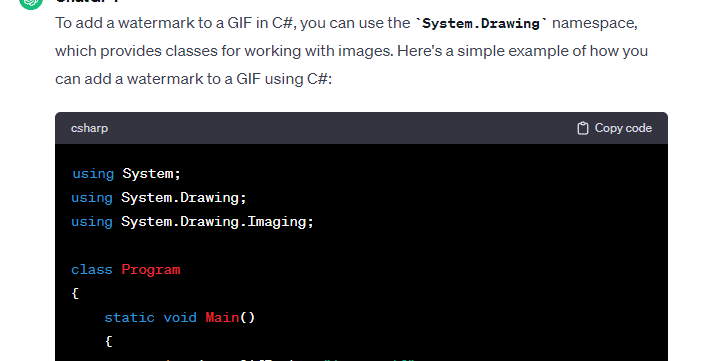 To add a watermark to a GIF in C#, you can use the `System.Drawing` namespace,
which provides classes for working with images. Here's a simple example of how you
can add a watermark to a GIF using C#:
csharp
Copy code
using System;
using System.Drawing;
using System.Drawing.Imaging;
class Program
{
static void Main()
{